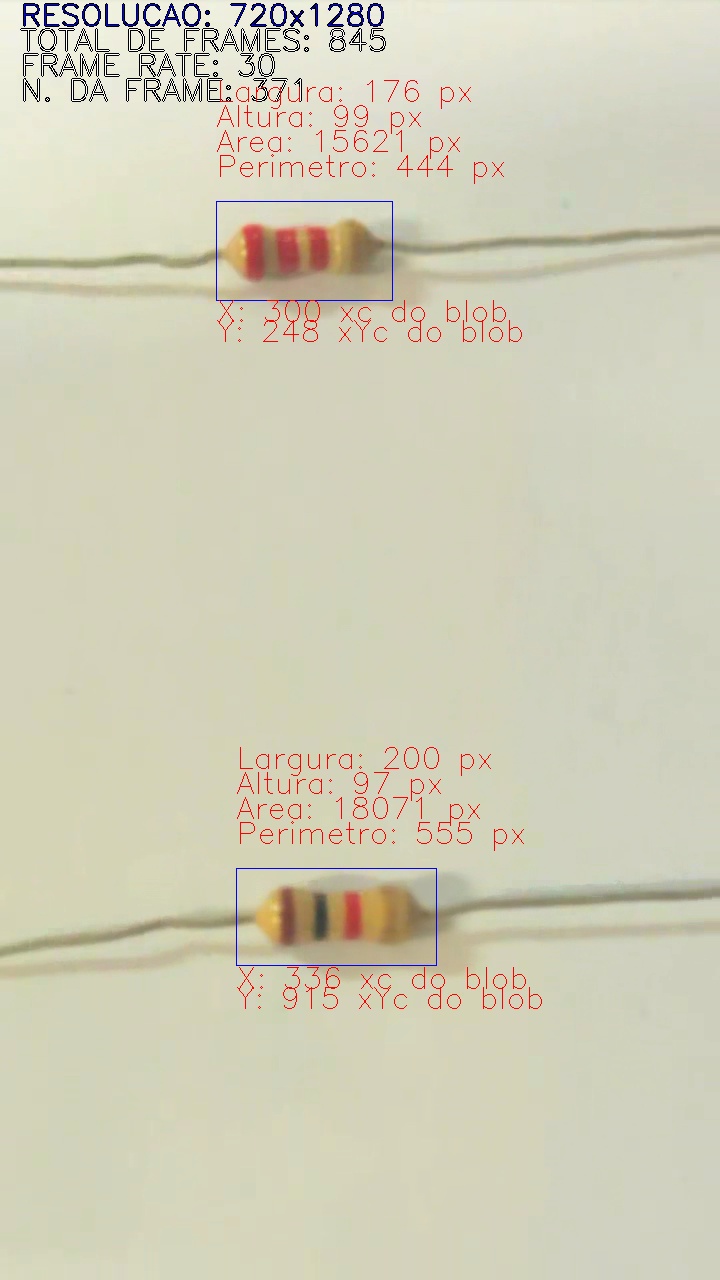 RESOLUCAO: 720x1280
TOTAL DE FRAMES: 845
FRAME RATE: 30
N. DA FRAME: 371
Largura: 176 px
Altura: 99 px
Area: 15621 px
Perimetro: 444 px
X: 300 xc do blob
Y: 248 xYc do blob
Largura: 200 px
Altura: 97 px
Area: 18071 px
Perimetro: 555 px
X: 336 xc do blob
Y: 915 xYc do blob